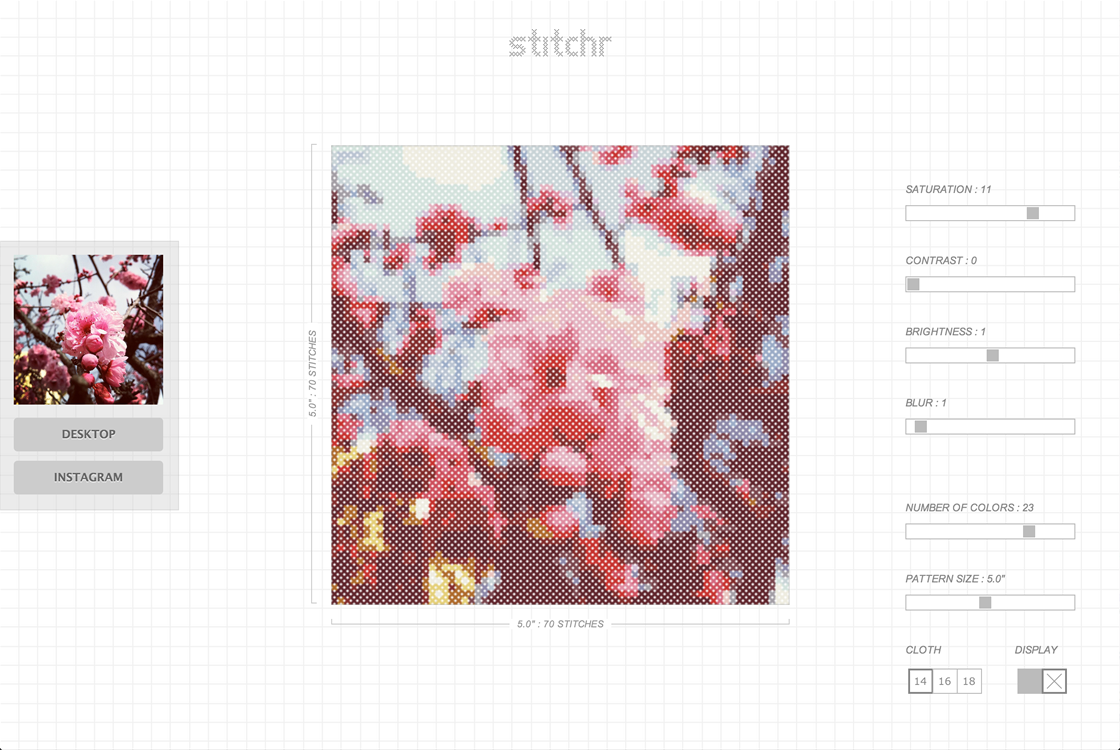 stitchr
SATURATION : 11
CONTRAST : 0
5.0" : 70 STITCHES
BRIGHTNESS : 1
BLUR : 1
DESKTOP
INSTAGRAM
NUMBER OF COLORS : 23
PATTERN SIZE : 5.0"
5.0" : 70 STITCHES
CLOTH DISPLAY
14 16 18